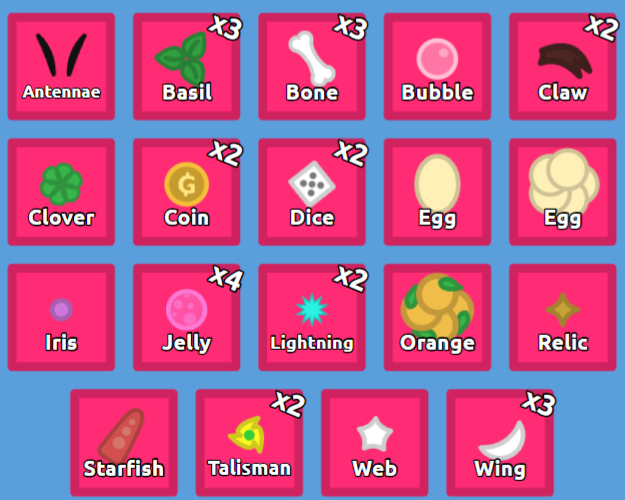 Antennae
x3
Basil
x3
Bone
Bubble
x2
Claw
Clover
x2
Coin
x2
Dice
Egg
Egg
Iris
x4
Jelly
x2
Lightning
Orange
Relic
Starfish
x2
Talisman
Web
x3
Wing